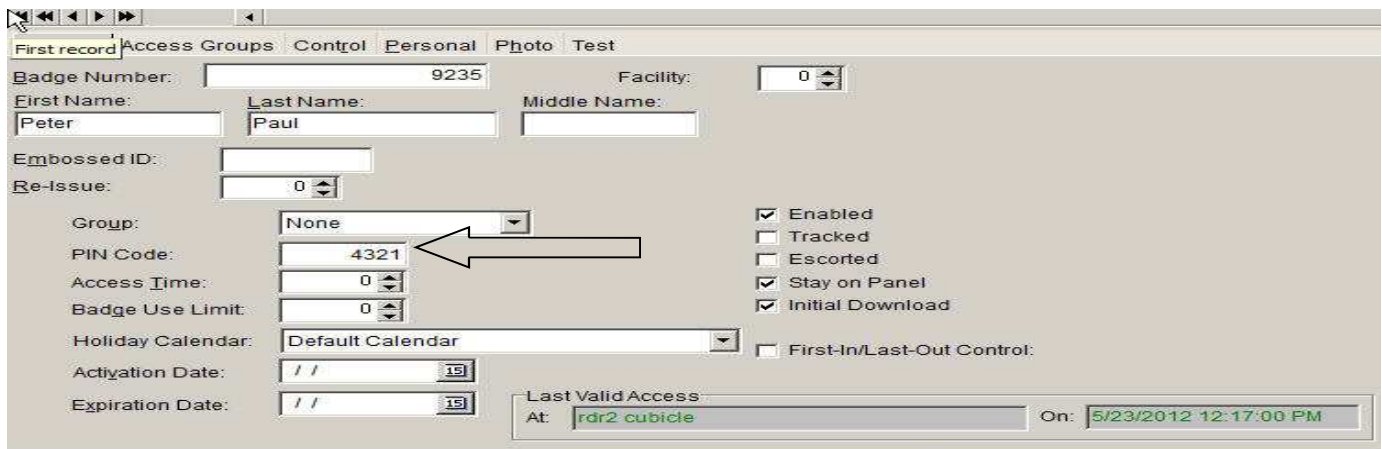 First record Access Groups Control Personal Photo Test
Badge Number: 9235 Facility: 0
First Name: Last Name: Middle Name:
Peter Paul
Embossed ID:
Re-Issue: 0
Group: None Enabled
Tracked
PIN Code: 4321 Escorted
Access Time: 0 Stay on Panel
Badge Use Limit: 0 Initial Download
Holiday Calendar: Default Calendar First-In/Last-Out Control:
Activation Date: / / 15
Expiration Date: / / 15 Last Valid Access
At: rdr2 cubicle On: 5/23/2012 12:17:00 PM